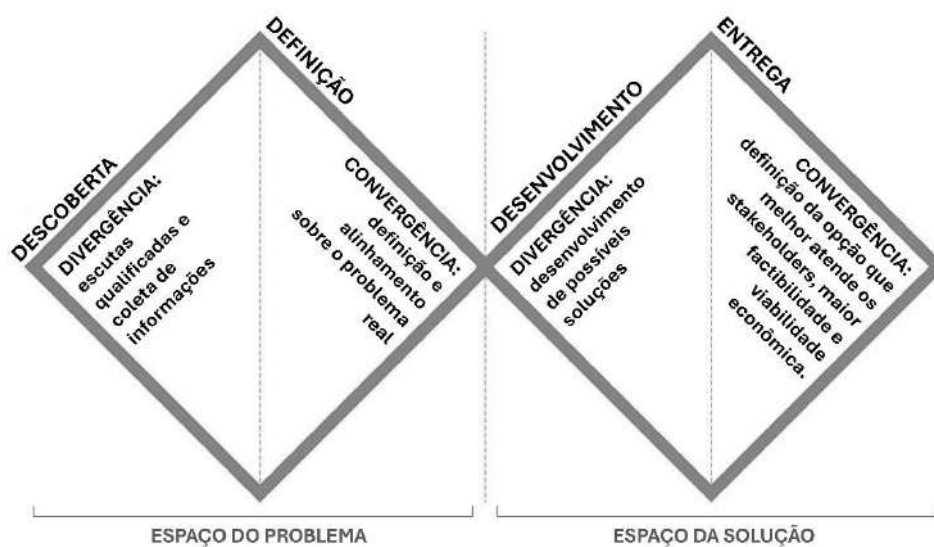 DESCOBERTA
DIVERGÊNCIA:
escutas
qualificadas e
coleta de
informações
DEFINIÇÃO
CONVERGÊNCIA:
definição e
alinhamento
sobre o problema
real
DESENVOLVIMENTO
DIVERGÊNCIA:
desenvolvimento
de possíveis
soluções
ENTREGA
CONVERGÊNCIA:
definição da opção que
melhor atende os
stakeholders, maior
factibilidade e
viabilidade
econômica.
ESPAÇO DO PROBLEMA
ESPAÇO DA SOLUÇÃO